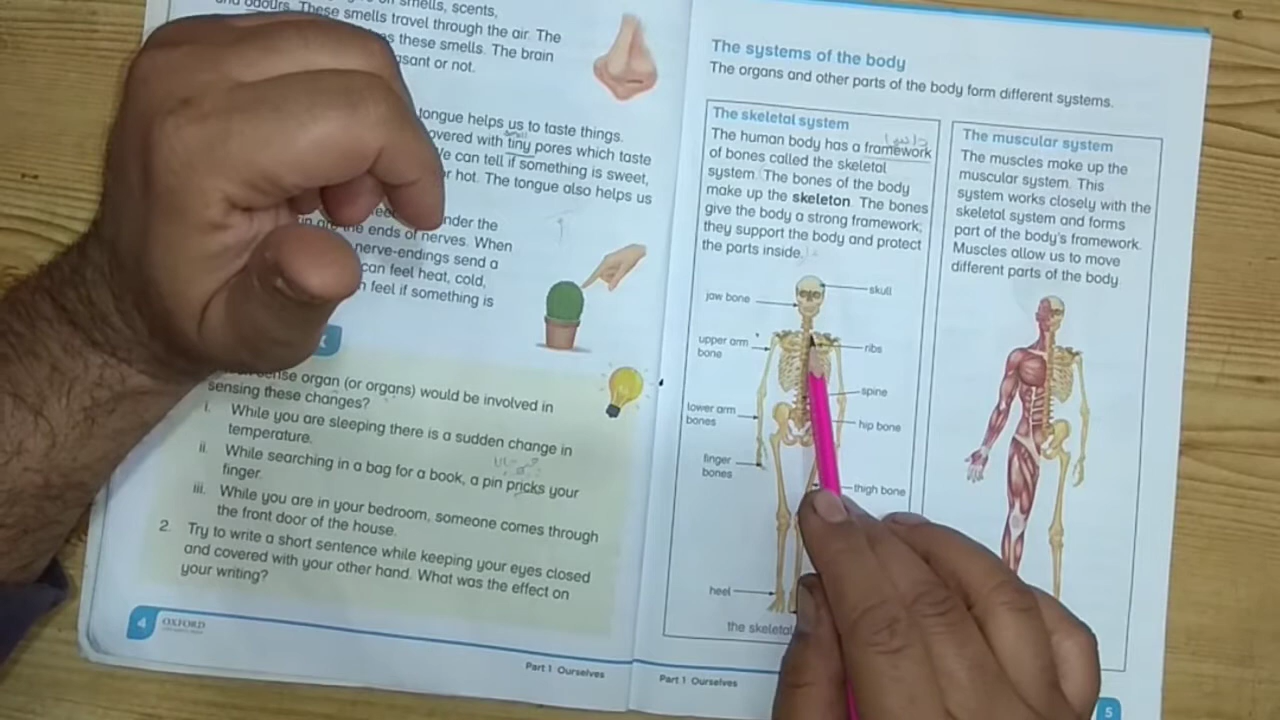 smells, scents,
and odours. These smells travel through the air. The
these smells. The brain
or not.
tongue helps us to taste things.
small
with tiny pores which taste
can tell if something is sweet,
hot. The tongue also helps us
the
the ends of nerves. When
nerve-endings send a
can feel heat, cold,
feel if something is
sense organ (or organs) would be involved in
sensing these changes?
i. While you are sleeping there is a sudden change in
temperature.
ii. While searching in a bag for a book, a pin pricks your
finger.
iii. While you are in your bedroom, someone comes through
the front door of the house.
2. Try to write a short sentence while keeping your eyes closed
and covered with your other hand. What was the effect on
your writing?
4 OXFORD
Part 1 Ourselves
The systems of the body
The organs and other parts of the body form different systems.
The skeletal system
The human body has a framework
of bones called the skeletal
system. The bones of the body
make up the skeleton. The bones
give the body a strong framework;
they support the body and protect
the parts inside.
skull
jaw bone
upper arm
bone
ribs
spine
lower arm
bones
hip bone
finger
bones
thigh bone
heel
the skeletal
The muscular system
The muscles make up the
muscular system. This
system works closely with the
skeletal system and forms
part of the body's framework.
Muscles allow us to move
different parts of the body.
Part 1 Ourselves
5